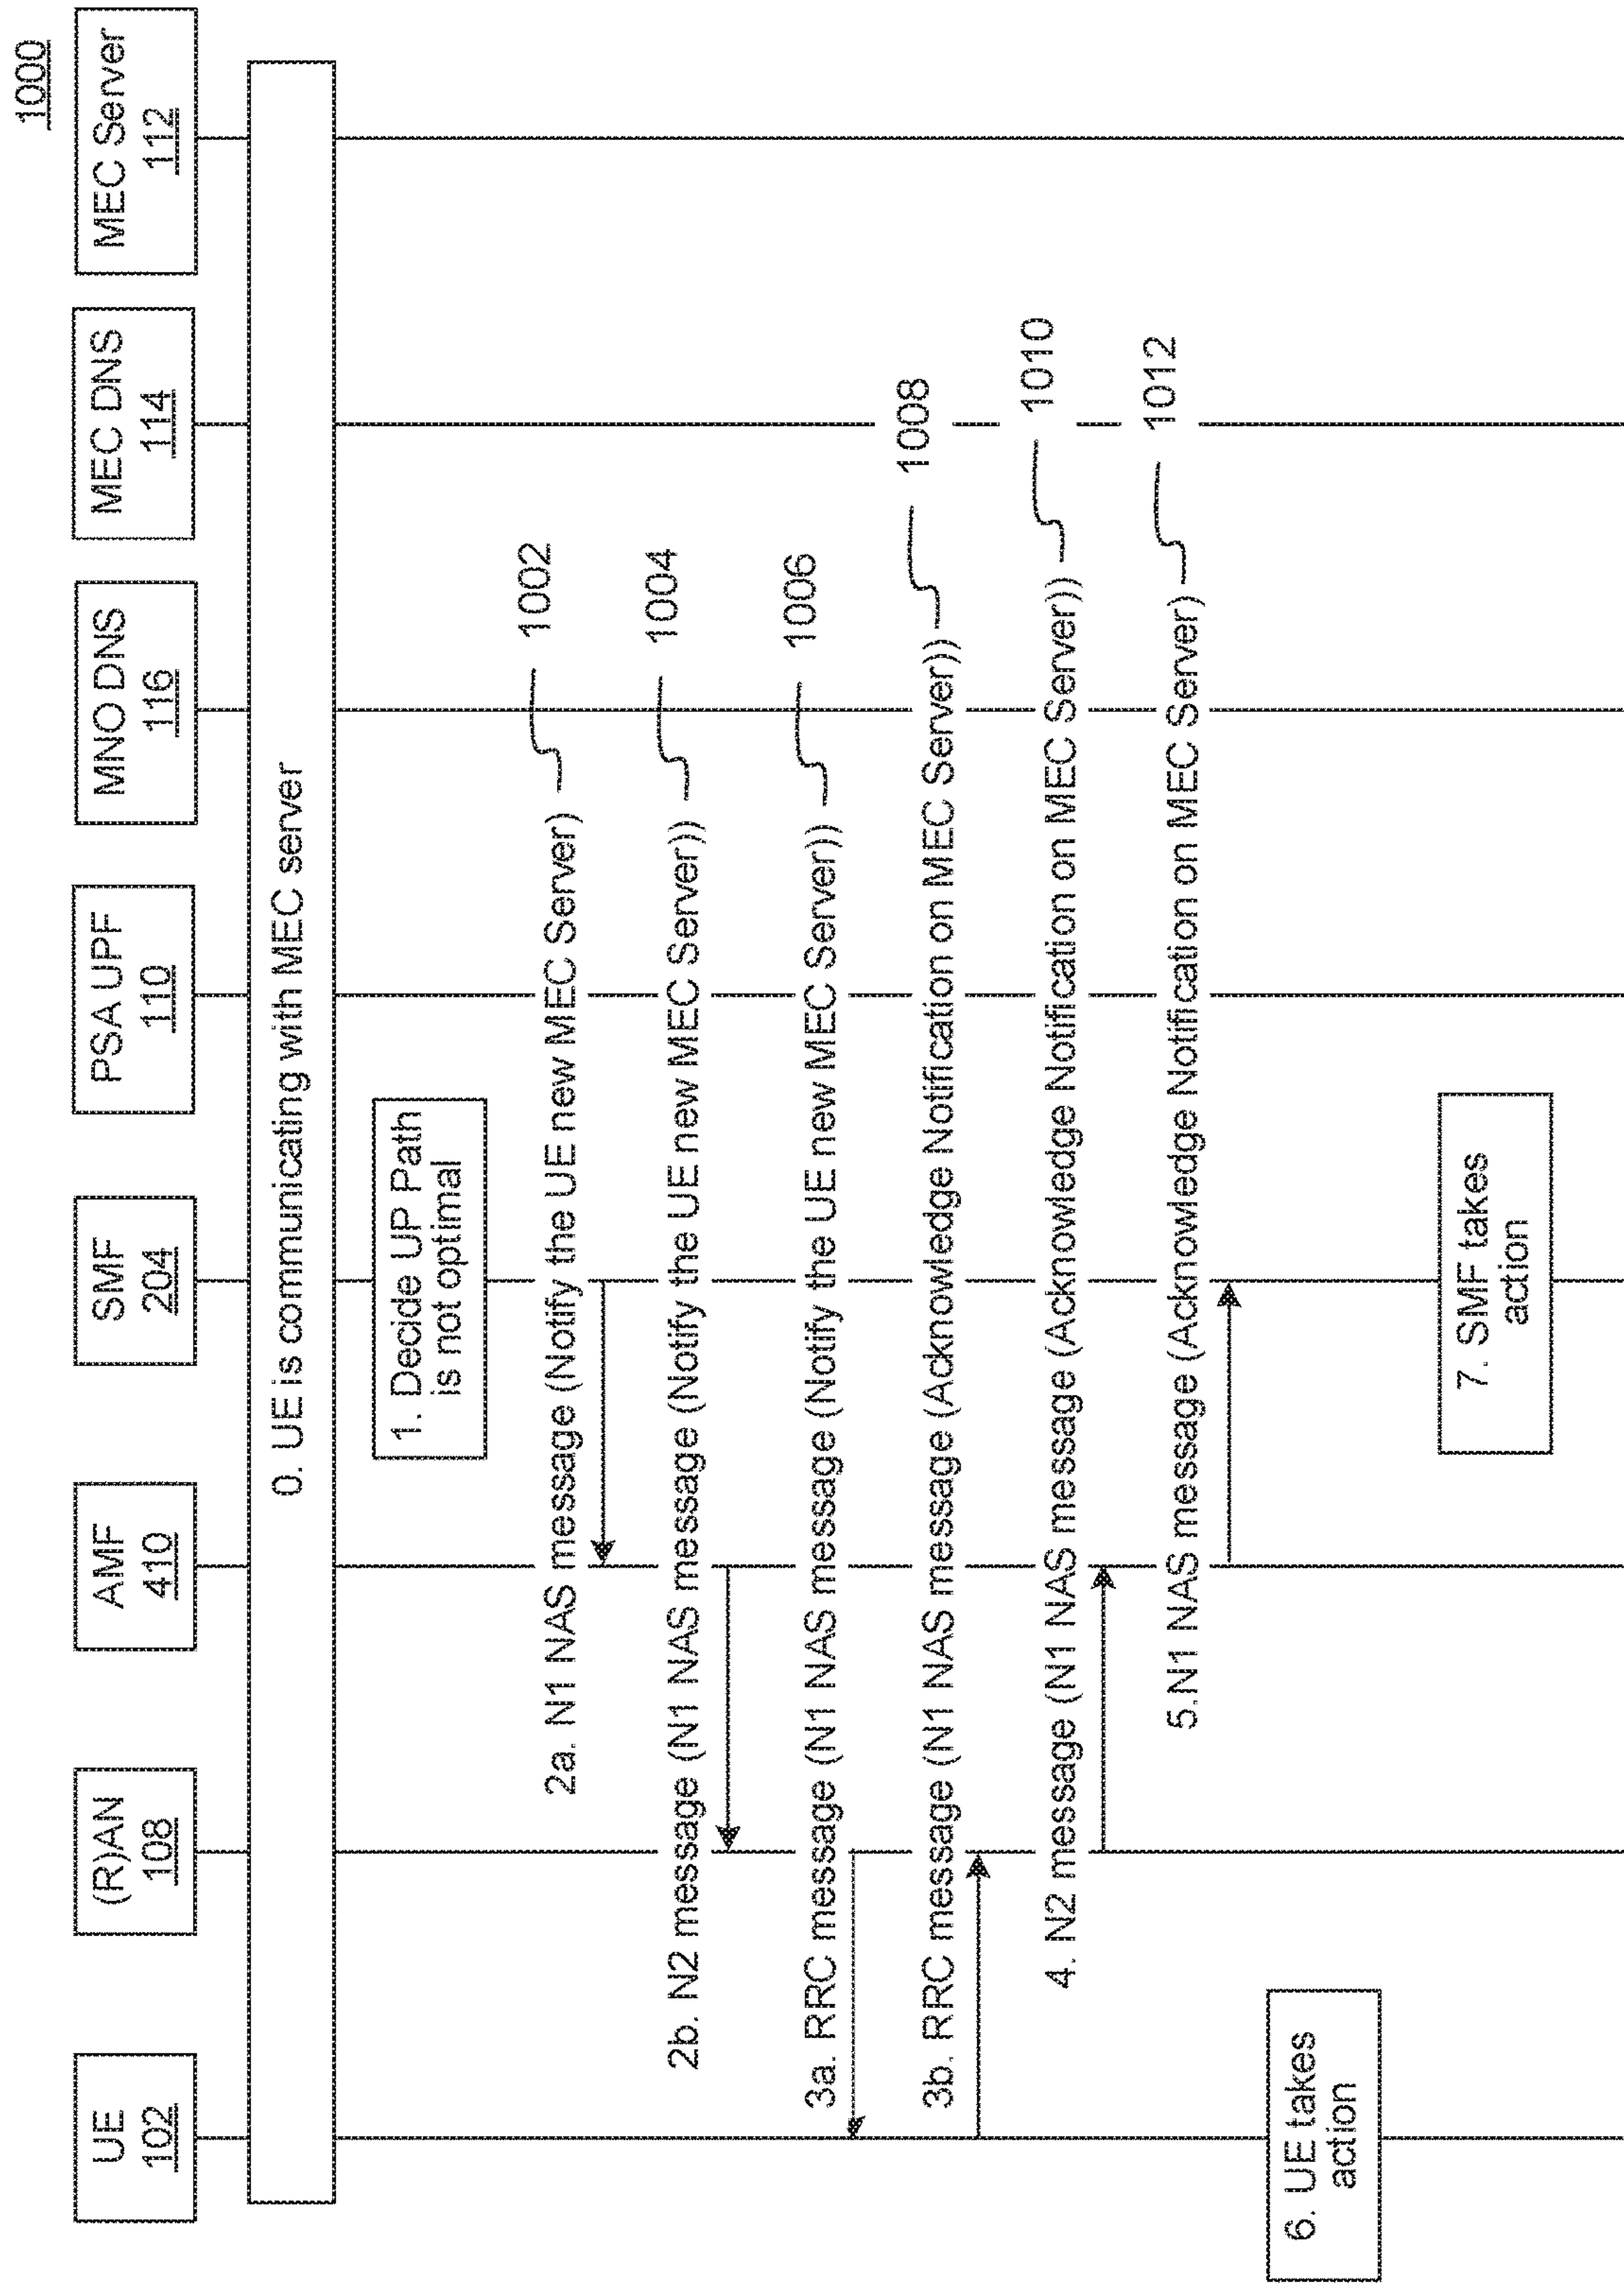 1000
UE
102
(R)AN
108
AMF
410
SMF
204
PSA UPF
110
MNO DNS
116
MEC DNS
114
MEC Server
112
0. UE is communicating with MEC server
1. Decide UP Path
is not optimal
2a. N1 NAS message (Notify the UE new MEC Server)
1002
2b. N2 message (N1 NAS message (Notify the UE new MEC Server))
1004
3a. RRC message (N1 NAS message (Notify the UE new MEC Server))
1006
3b. RRC message (N1 NAS message (Acknowledge Notification on MEC Server))
1008
4. N2 message (N1 NAS message (Acknowledge Notification on MEC Server))
1010
5.N1 NAS message (Acknowledge Notification on MEC Server)
1012
6. UE takes
action
7. SMF takes
action